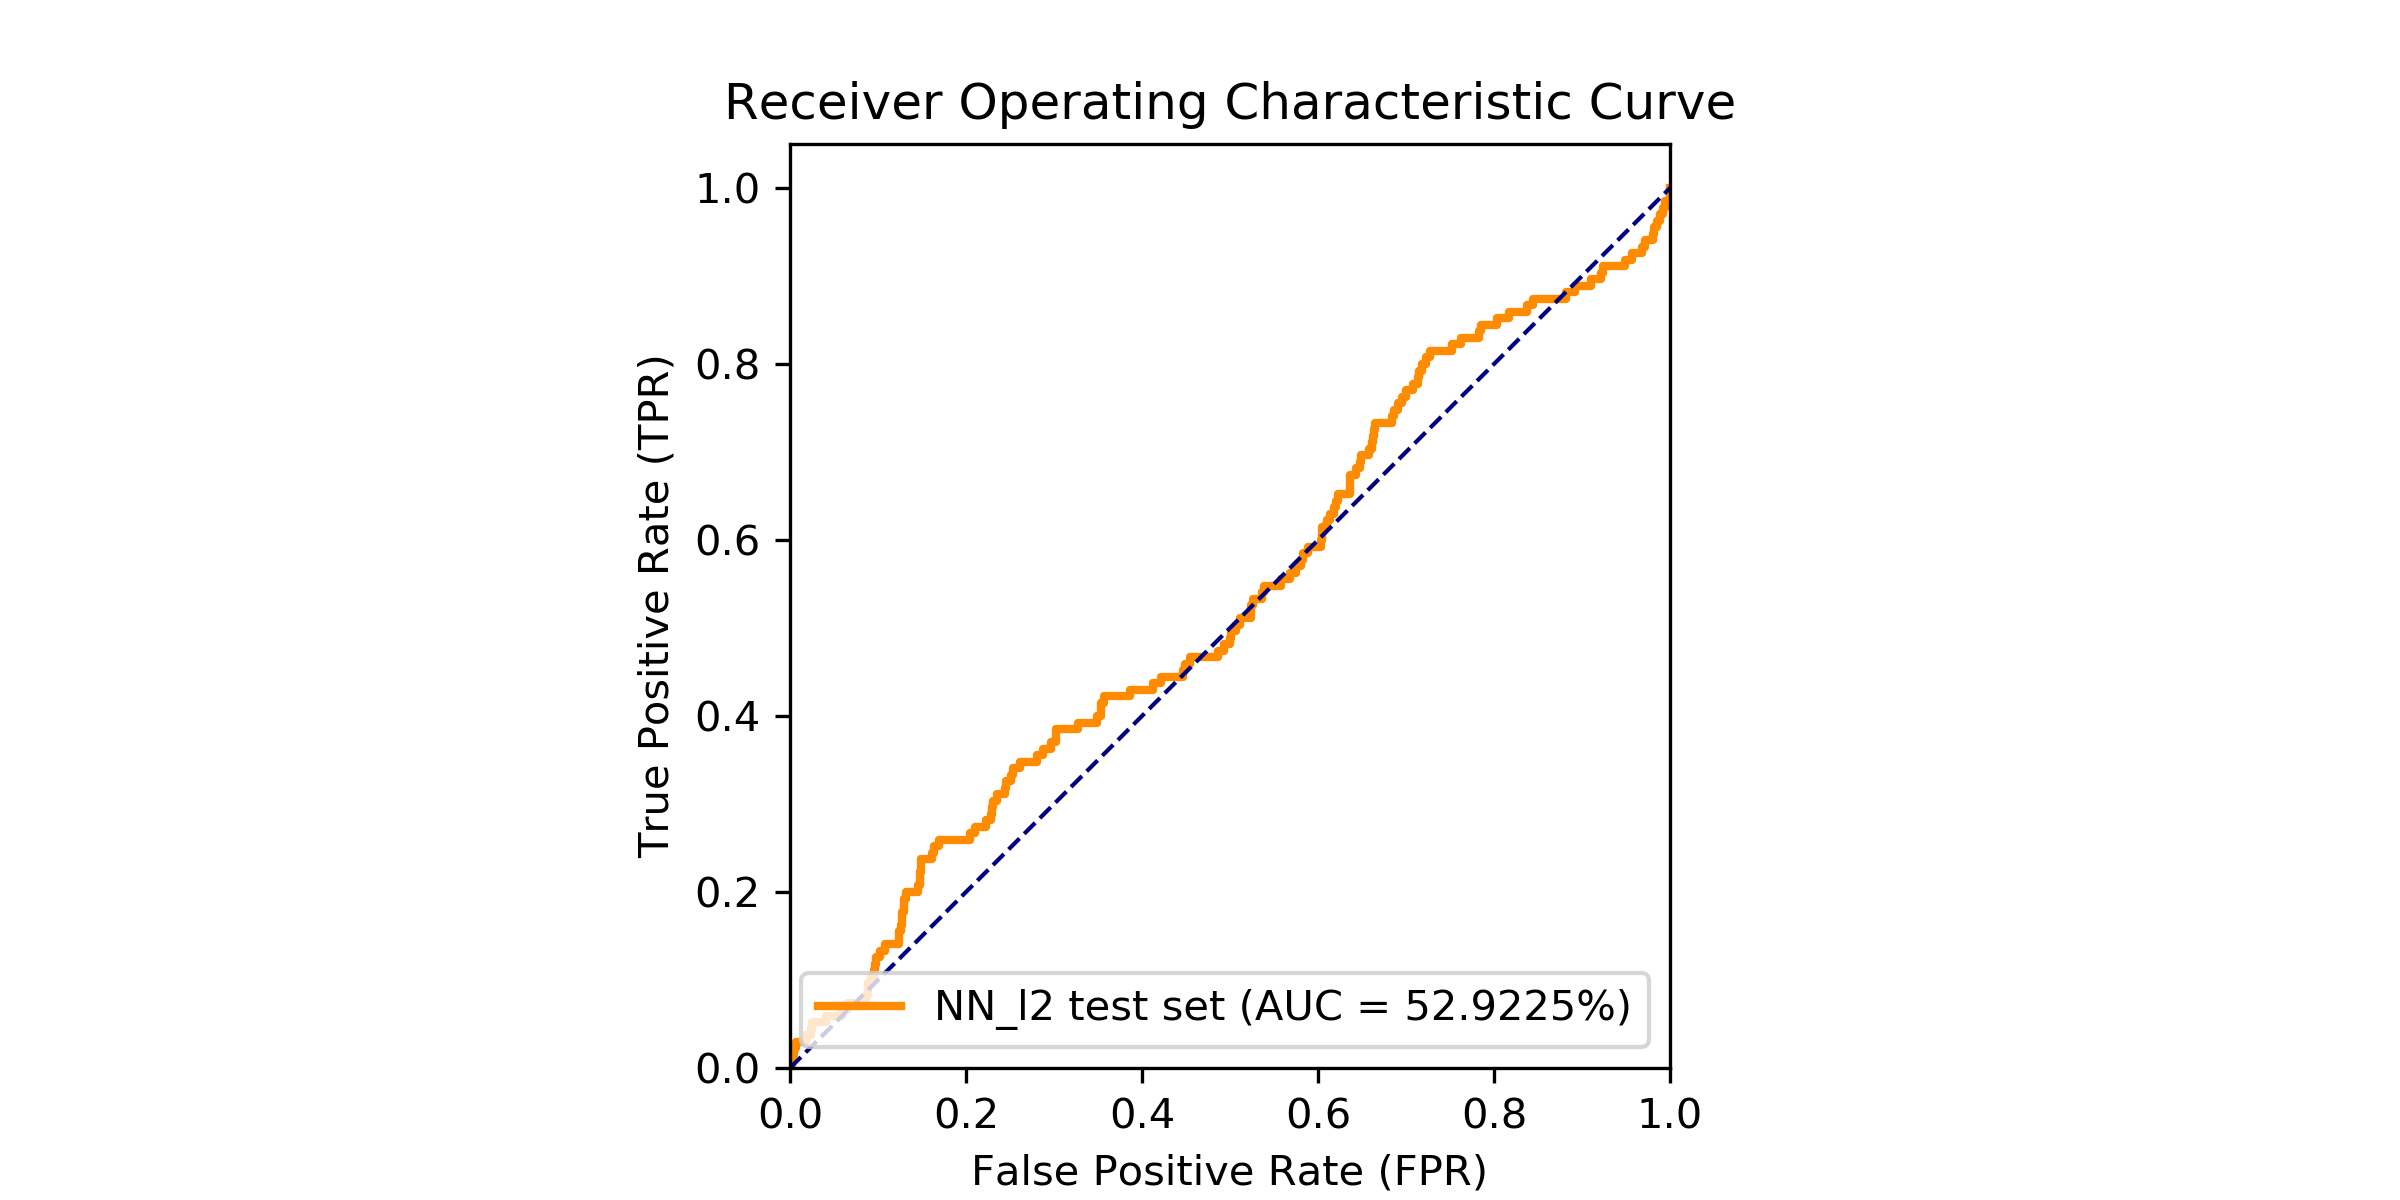 Receiver Operating Characteristic Curve
1.0
0.8
0.6
0.4
0.2
0.0
True Positive Rate (TPR)
NN_l2 test set (AUC = 52.9225%)
0.0 0.2 0.4 0.6 0.8 1.0
False Positive Rate (FPR)